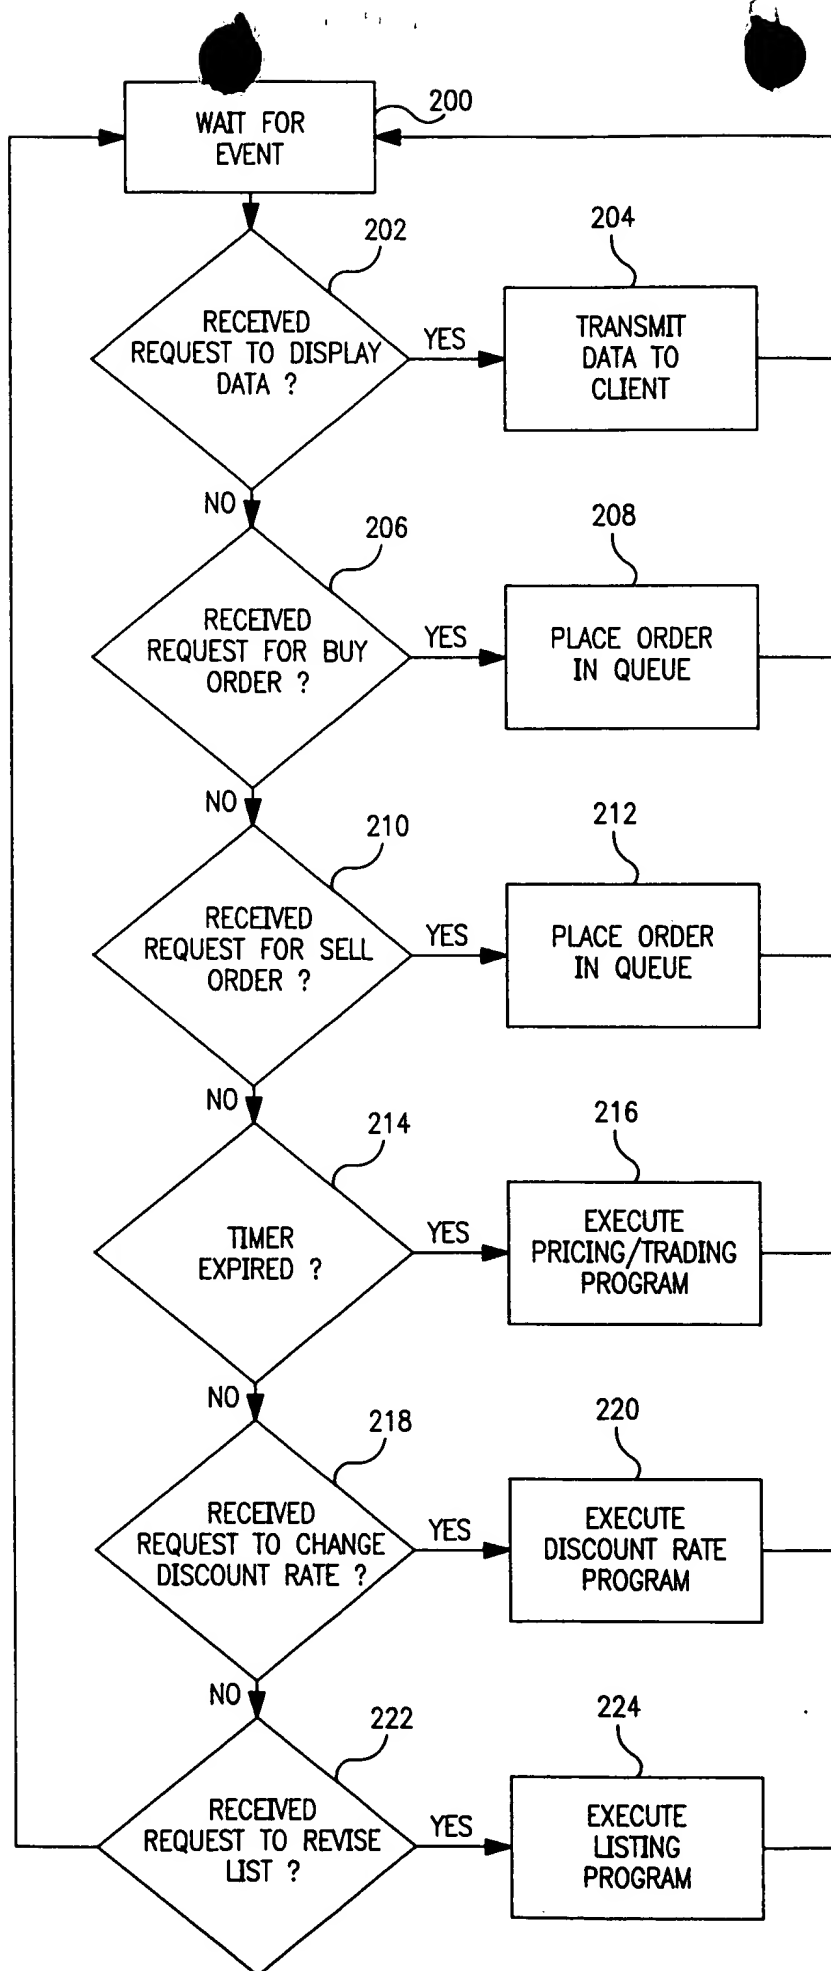 200
WAIT FOR
EVENT
202
RECEIVED
REQUEST TO DISPLAY
DATA ?
YES
204
TRANSMIT
DATA TO
CLIENT
NO
206
RECEIVED
REQUEST FOR BUY
ORDER ?
YES
208
PLACE ORDER
IN QUEUE
NO
210
RECEIVED
REQUEST FOR SELL
ORDER ?
YES
212
PLACE ORDER
IN QUEUE
NO
214
TIMER
EXPIRED ?
YES
216
EXECUTE
PRICING/TRADING
PROGRAM
NO
218
RECEIVED
REQUEST TO CHANGE
DISCOUNT RATE ?
YES
220
EXECUTE
DISCOUNT RATE
PROGRAM
NO
222
RECEIVED
REQUEST TO REVISE
LIST ?
YES
224
EXECUTE
LISTING
PROGRAM